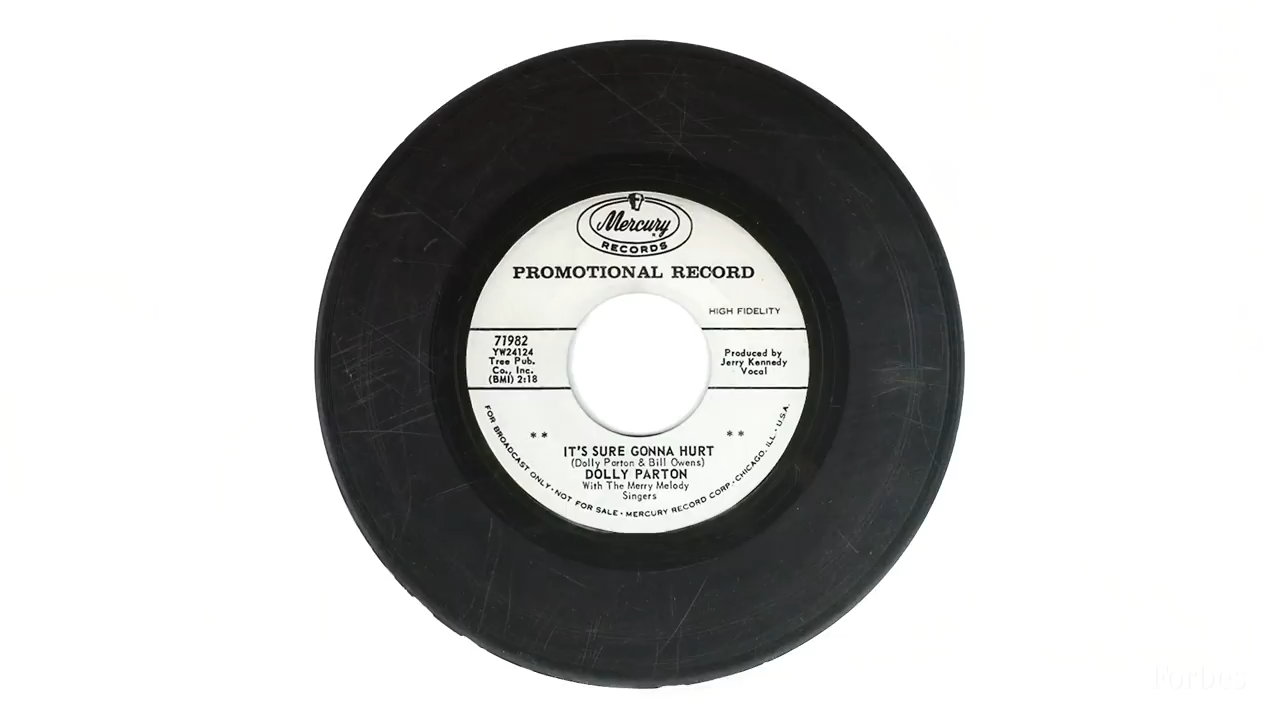 Mercury
RECORDS
PROMOTIONAL RECORD
HIGH FIDELITY
71982
YW24124
Tree Pub.
Co., Inc.
(BMI) 2:18
Produced by
Jerry Kennedy
Vocal
** **
IT'S SURE GONNA HURT
(Dolly Parton & Bill Owens)
DOLLY PARTON
With The Merry Melody
Singers
FOR BROADCAST ONLY • NOT FOR SALE • MERCURY RECORD CORP. • CHICAGO, ILL. • U.S.A.
Forbes